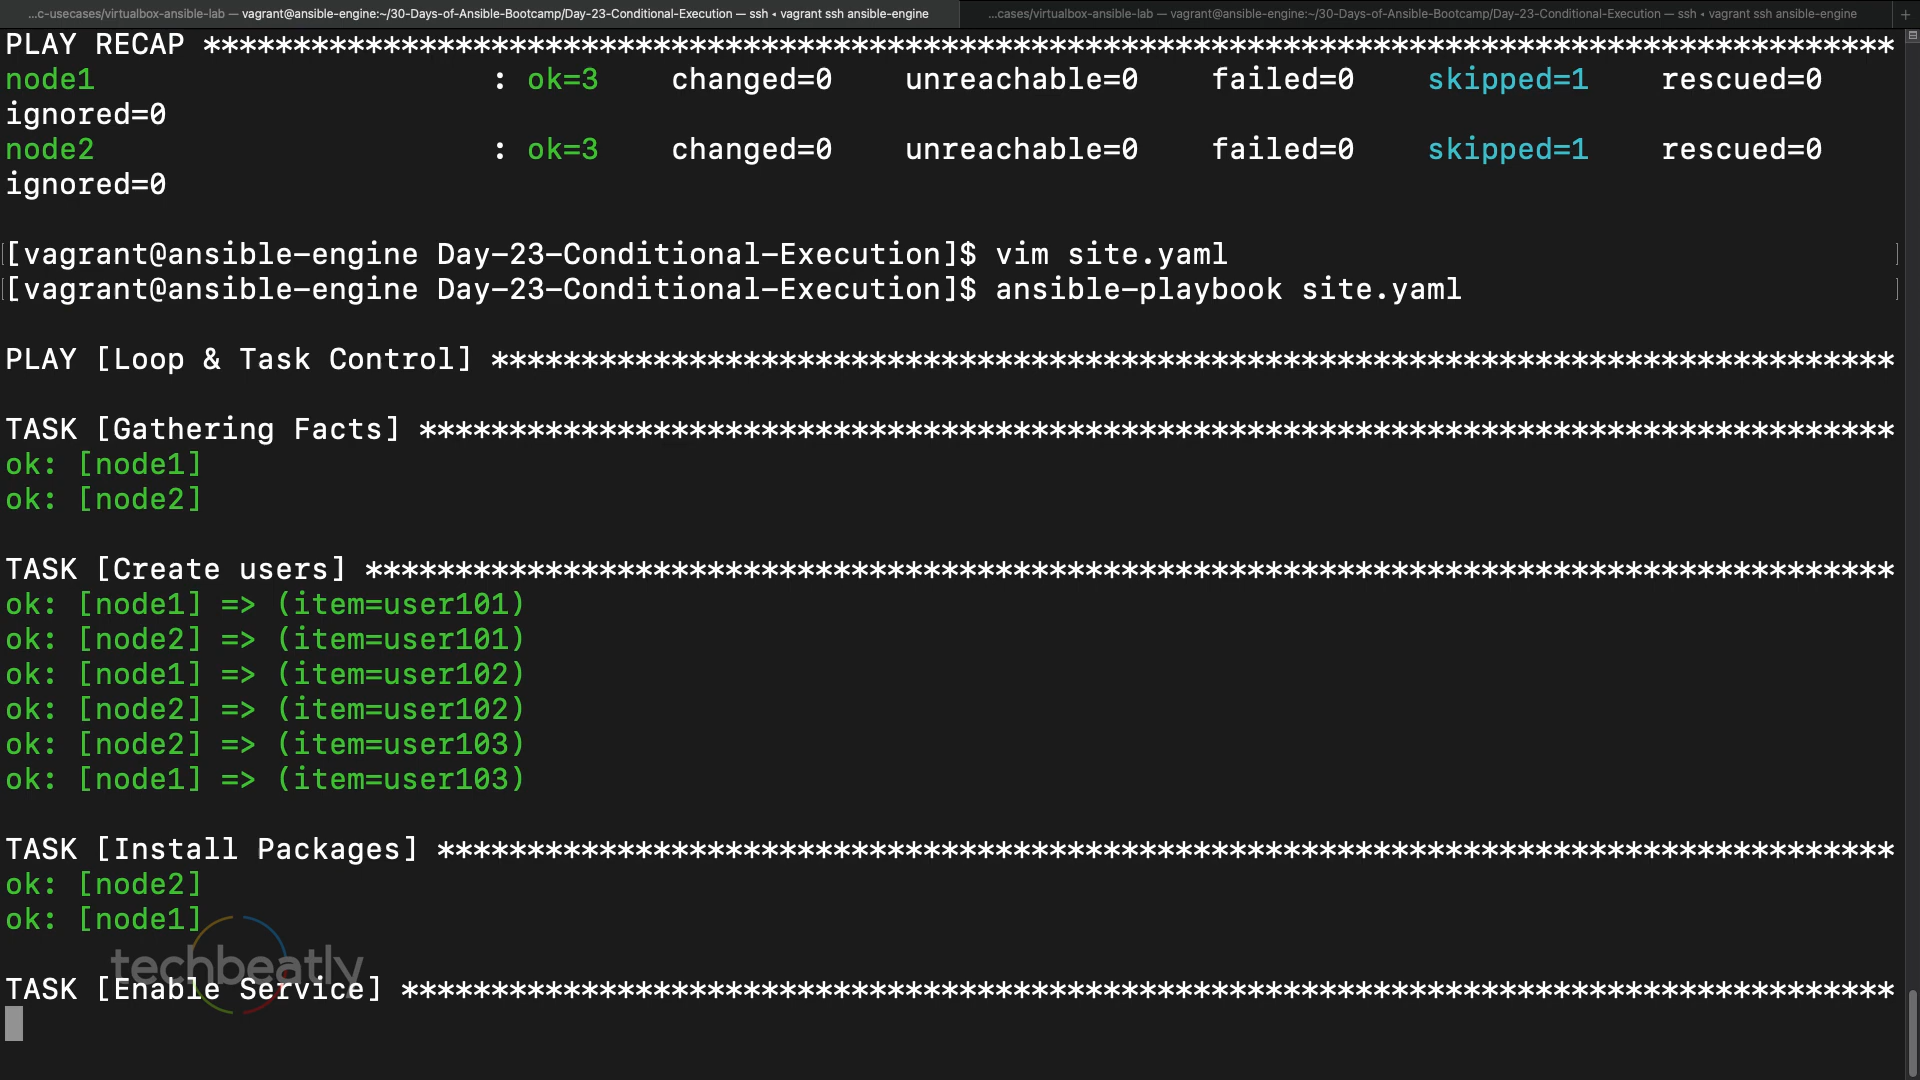 ...c-usecases/virtualbox-ansible-lab — vagrant@ansible-engine:~/30-Days-of-Ansible-Bootcamp/Day-23-Conditional-Execution — ssh ◂ vagrant ssh ansible-engine
...cases/virtualbox-ansible-lab — vagrant@ansible-engine:~/30-Days-of-Ansible-Bootcamp/Day-23-Conditional-Execution — ssh • vagrant ssh ansible-engine +
PLAY RECAP **********************************************************************************************
node1 : ok=3 changed=0 unreachable=0 failed=0 skipped=1 rescued=0
ignored=0
node2 : ok=3 changed=0 unreachable=0 failed=0 skipped=1 rescued=0
ignored=0
[vagrant@ansible-engine Day-23-Conditional-Execution]$ vim site.yaml
[vagrant@ansible-engine Day-23-Conditional-Execution]$ ansible-playbook site.yaml
PLAY [Loop & Task Control] ******************************************************************************
TASK [Gathering Facts] **********************************************************************************
ok: [node1]
ok: [node2]
TASK [Create users] *************************************************************************************
ok: [node1] => (item=user101)
ok: [node2] => (item=user101)
ok: [node1] => (item=user102)
ok: [node2] => (item=user102)
ok: [node2] => (item=user103)
ok: [node1] => (item=user103)
TASK [Install Packages] *********************************************************************************
ok: [node2]
ok: [node1]
techbeatly
TASK [Enable Service] ***********************************************************************************